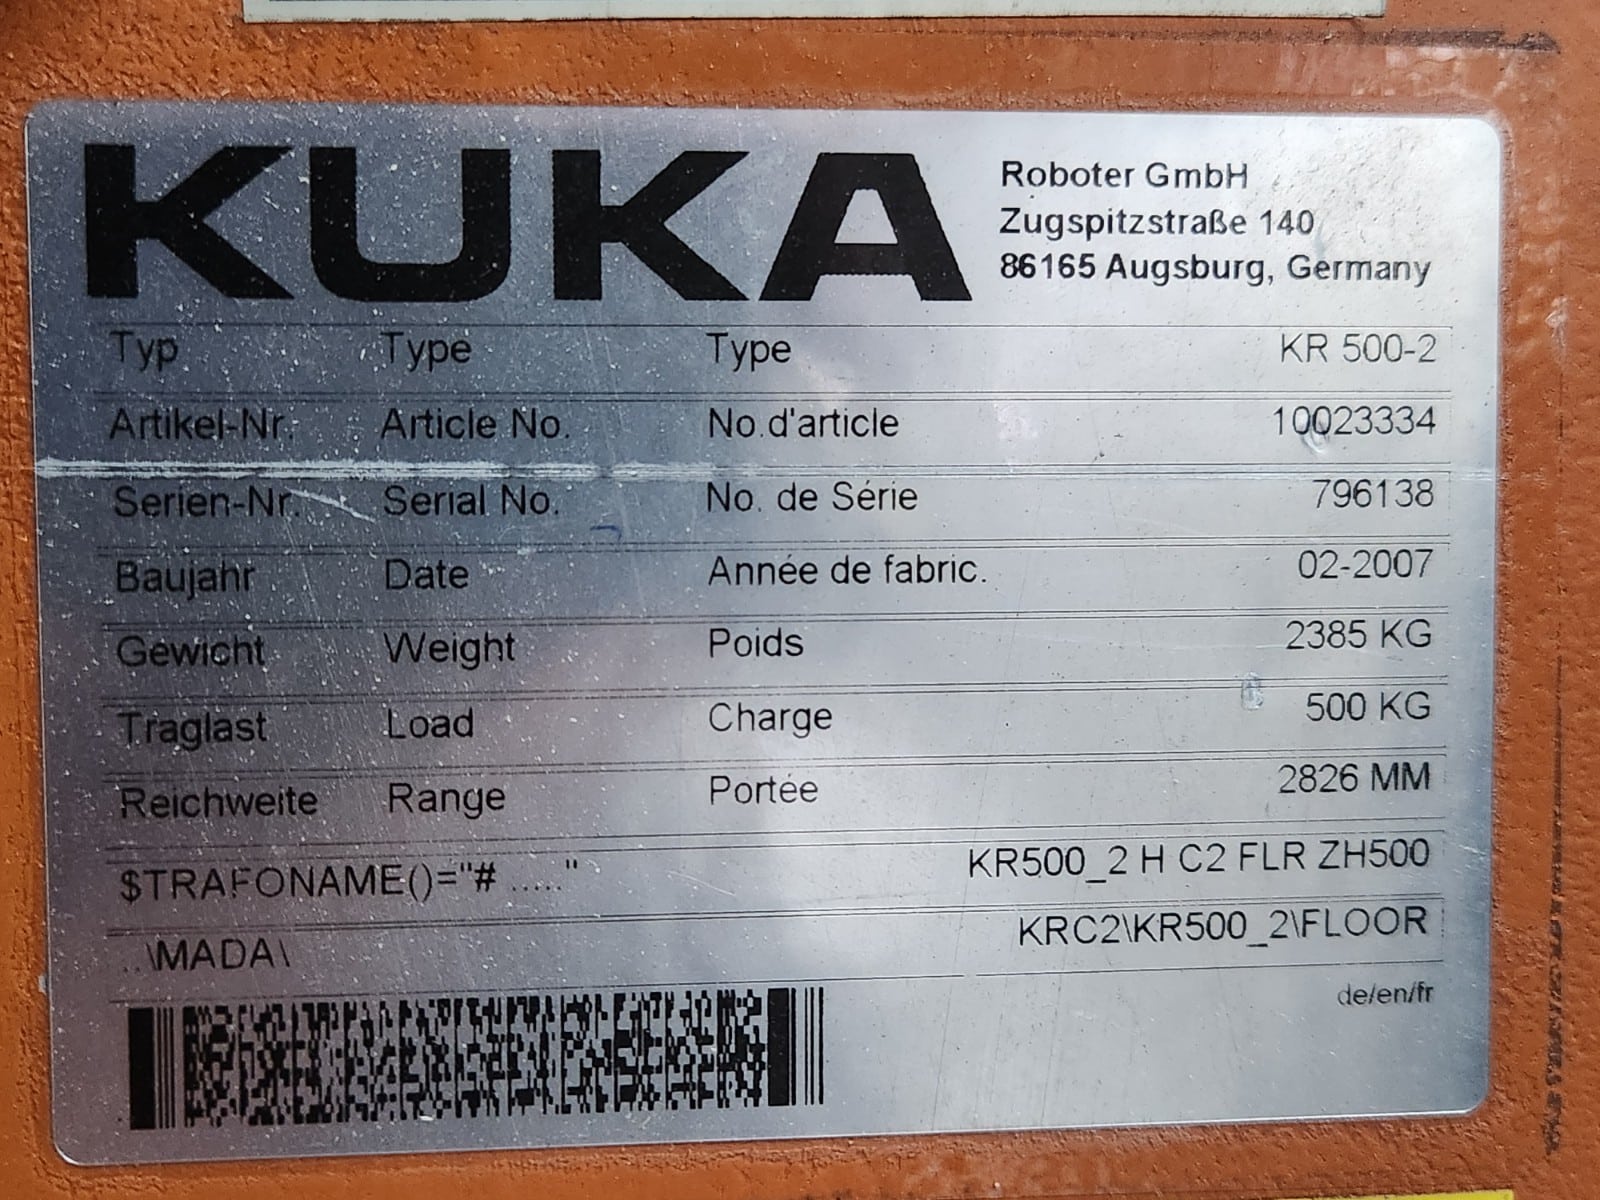 KUKA
Roboter GmbH
Zugspitzstraße 140
86165 Augsburg, Germany
Typ Type Type KR 500-2
Artikel-Nr. Article No. No.d'article 10023334
Serien-Nr. Serial No. No. de Série 796138
Baujahr Date Année de fabric. 02-2007
Gewicht Weight Poids 2385 KG
Traglast Load Charge 500 KG
Reichweite Range Portée 2826 MM
$TRAFONAME()="# ....." KR500_2 H C2 FLR ZH500
..\MADA\ KRC2\KR500_2\FLOOR
de/en/fr